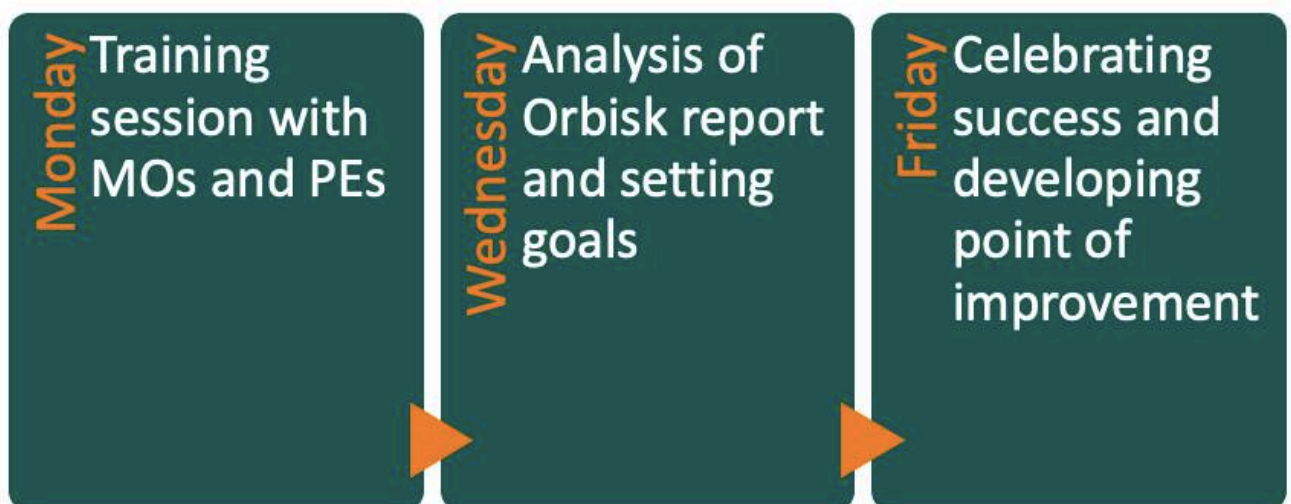 Monday
Training
session with
MOs and PEs
Wednesday
Analysis of
Orbisk report
and setting
goals
Friday
Celebrating
success and
developing
point of
improvement